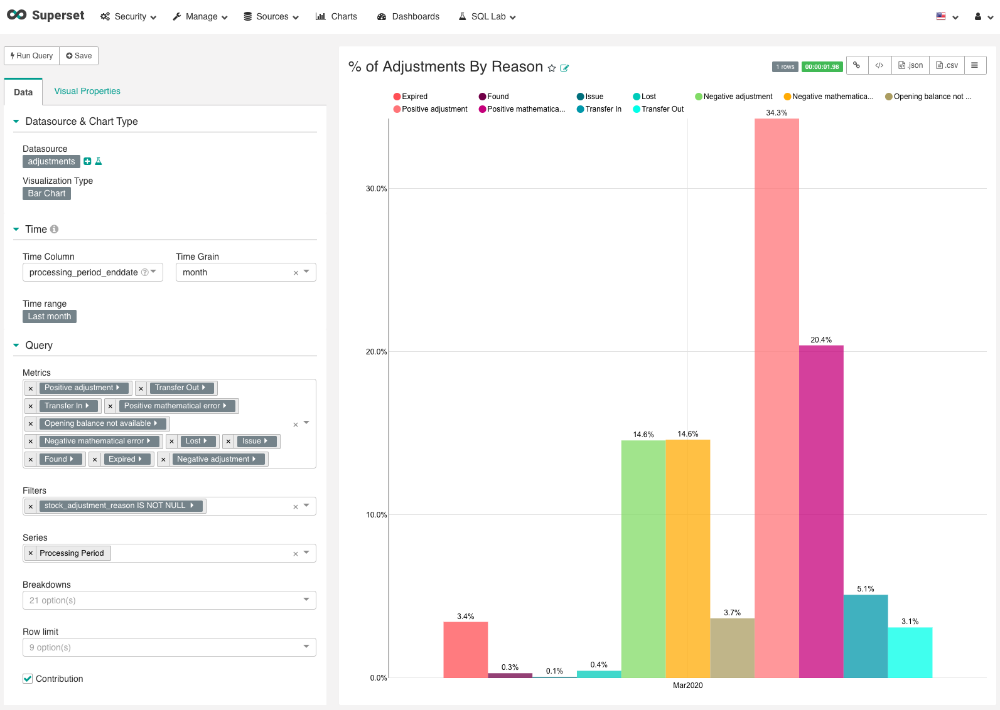 Superset Security Manage Sources Charts Dashboards SQL Lab
Run Query Save
Data Visual Properties
Datasource & Chart Type
Datasource
adjustments
Visualization Type
Bar Chart
Time
Time Column Time Grain
processing_period_enddate month
Time range
Last month
Query
Metrics
× Positive adjustment × Transfer Out
× Transfer In × Positive mathematical error
× Opening balance not available ×
× Negative mathematical error × Lost × Issue
× Found × Expired × Negative adjustment
Filters
× stock_adjustment_reason IS NOT NULL ×
Series
× Processing Period ×
Breakdowns
21 option(s)
Row limit
9 option(s)
Contribution
% of Adjustments By Reason
1 rows 00:00:01.98 </> .json .csv
Expired Found Issue Lost Negative adjustment Negative mathematica... Opening balance not ...
Positive adjustment Positive mathematica... Transfer In Transfer Out
34.3%
30.0%
20.4%
20.0%
14.6% 14.6%
10.0%
5.1%
3.4% 3.7% 3.1%
0.3% 0.1% 0.4%
0.0%
Mar2020